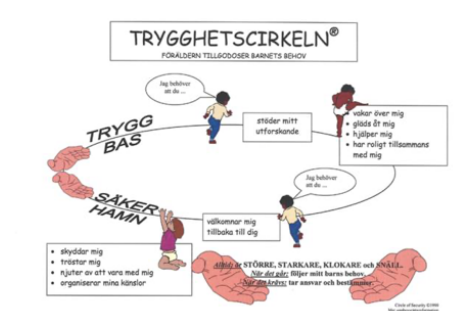 TRYGGHETSCIRKELN®
FÖRÄLDERN TILLGODOSER BARNETS BEHOV
Jag behöver
att du ...
TRYGG
BAS
stöder mitt
utforskande
• vakar över mig
• gläds åt mig
• hjälper mig
• har roligt tillsammans
med mig
Jag behöver
att du ...
SÄKER
HAMN
välkomnar mig
tillbaka till dig
• skyddar mig
• tröstar mig
• njuter av att vara med mig
• organiserar mina känslor
Alltid: är STÖRRE, STARKARE, KLOKARE och SNÄLL.
När det går: följer mitt barns behov.
När det krävs: tar ansvar och bestämmer.
Circle of Security